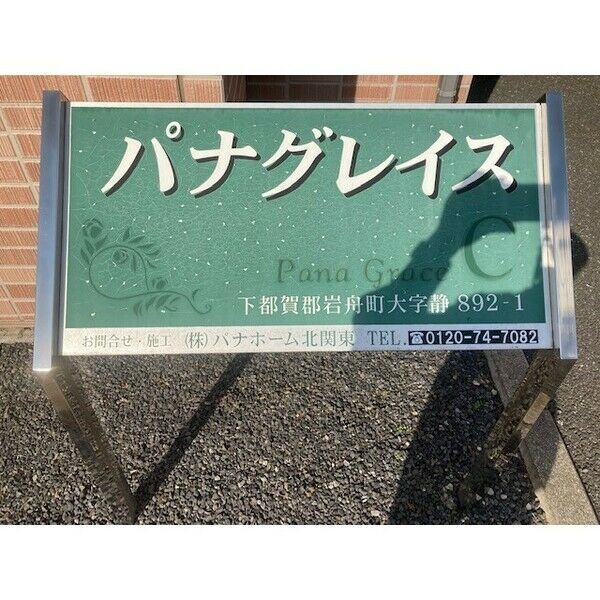 パナグレイス
Pana Grace C
下都賀郡岩舟町大字静 892-1
お問合せ・施工 (株)パナホーム北関東 TEL.☎0120-74-7082